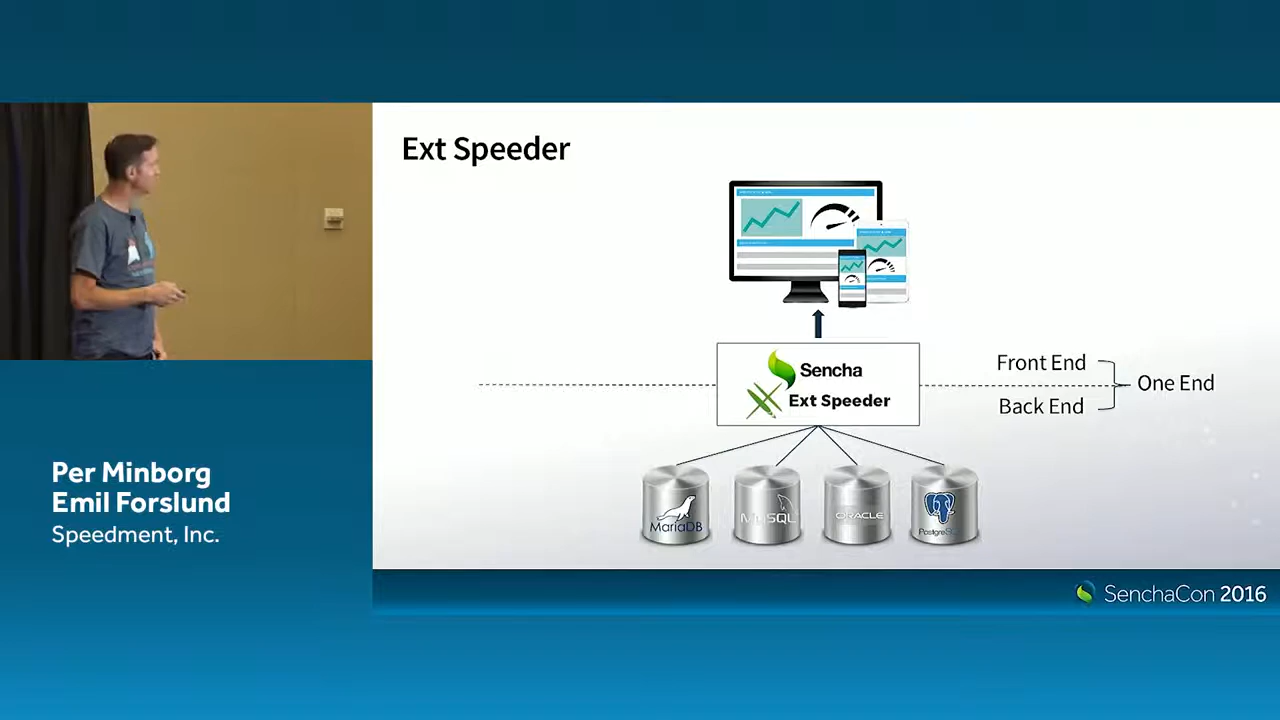 Ext Speeder
Sencha
Ext Speeder
Front End
Back End
One End
MariaDB
MySQL
ORACLE
PostgreSQL
Per Minborg
Emil Forslund
Speedment, Inc.
SenchaCon 2016